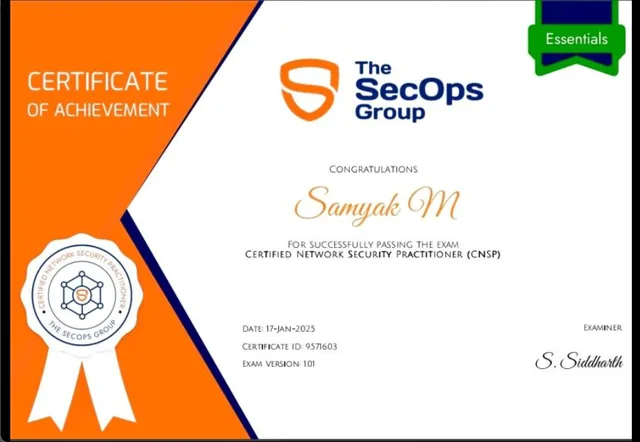 CERTIFICATE
OF ACHIEVEMENT
Essentials
The
SecOps
Group
CONGRATULATIONS
Samyak M
FOR SUCCESSFULLY PASSING THE EXAM
CERTIFIED NETWORK SECURITY PRACTITIONER (CNSP)
CERTIFIED NETWORK SECURITY PRACTITIONER
THE SECOPS GROUP
DATE: 17-JAN-2025
CERTIFICATE ID: 9571603
EXAM VERSION: 1.01
EXAMINER
S. Siddharth